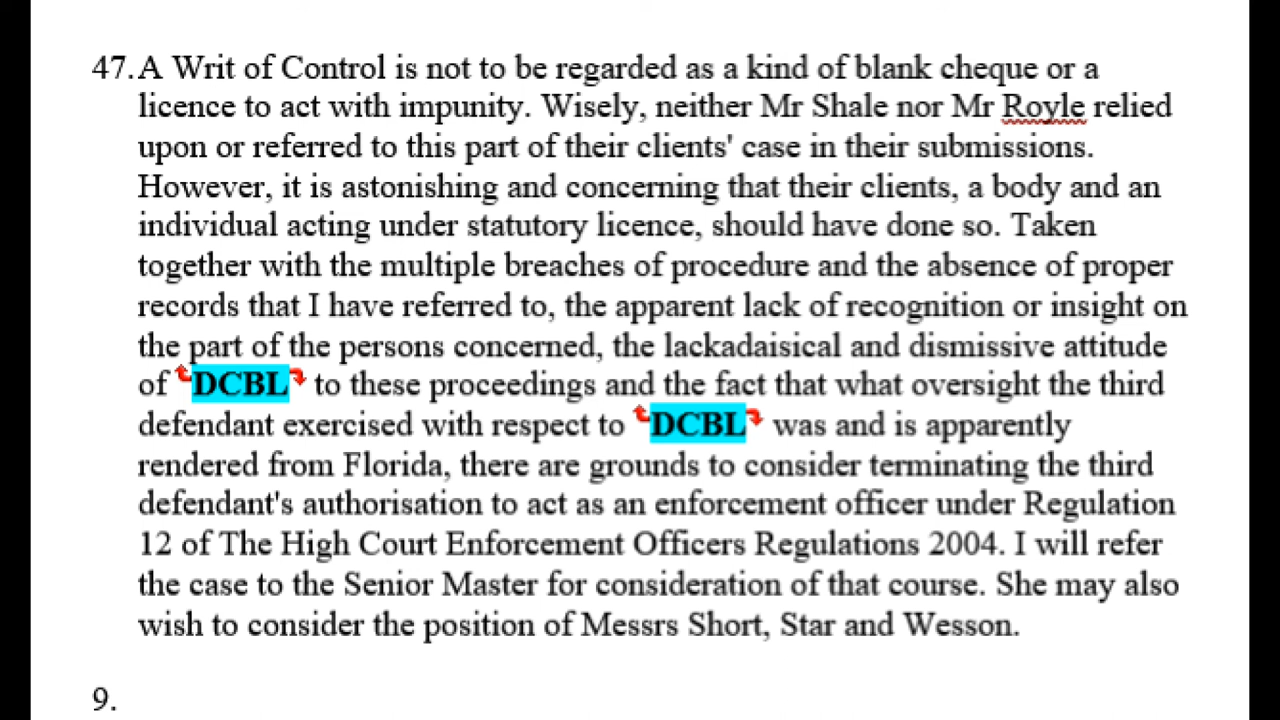 47. A Writ of Control is not to be regarded as a kind of blank cheque or a
licence to act with impunity. Wisely, neither Mr Shale nor Mr Royle relied
upon or referred to this part of their clients' case in their submissions.
However, it is astonishing and concerning that their clients, a body and an
individual acting under statutory licence, should have done so. Taken
together with the multiple breaches of procedure and the absence of proper
records that I have referred to, the apparent lack of recognition or insight on
the part of the persons concerned, the lackadaisical and dismissive attitude
of DCBL to these proceedings and the fact that what oversight the third
defendant exercised with respect to DCBL was and is apparently
rendered from Florida, there are grounds to consider terminating the third
defendant's authorisation to act as an enforcement officer under Regulation
12 of The High Court Enforcement Officers Regulations 2004. I will refer
the case to the Senior Master for consideration of that course. She may also
wish to consider the position of Messrs Short, Star and Wesson.
9.